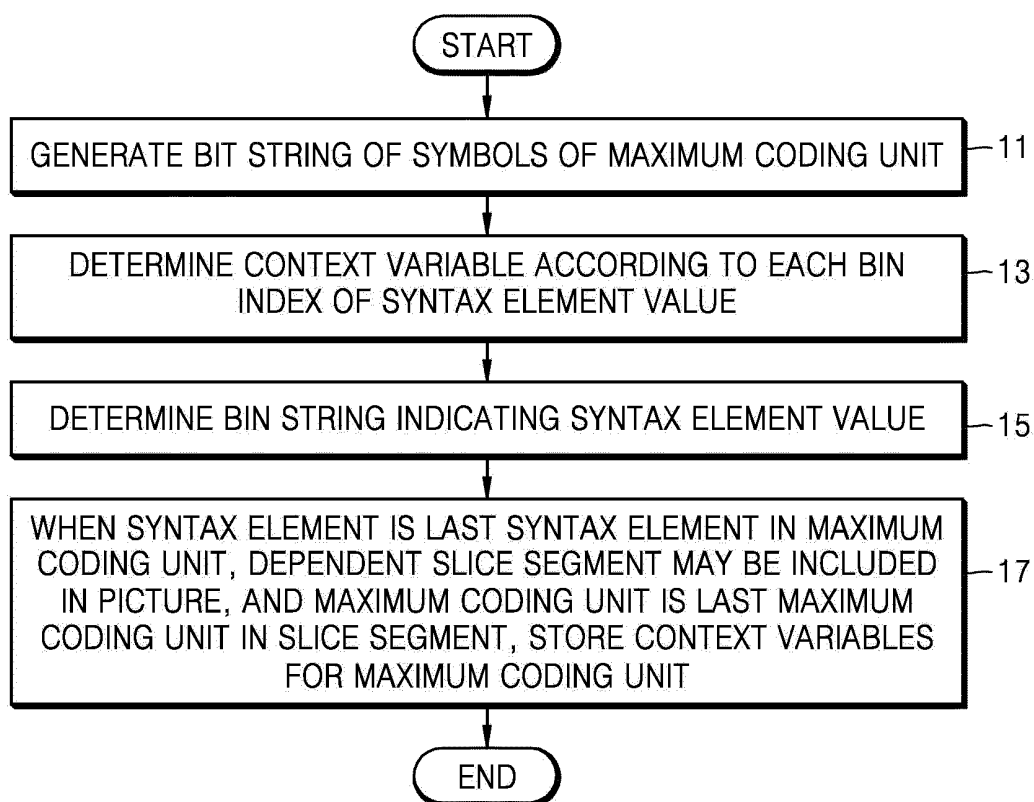 START
GENERATE BIT STRING OF SYMBOLS OF MAXIMUM CODING UNIT
11
DETERMINE CONTEXT VARIABLE ACCORDING TO EACH BIN
INDEX OF SYNTAX ELEMENT VALUE
13
DETERMINE BIN STRING INDICATING SYNTAX ELEMENT VALUE
15
WHEN SYNTAX ELEMENT IS LAST SYNTAX ELEMENT IN MAXIMUM
CODING UNIT, DEPENDENT SLICE SEGMENT MAY BE INCLUDED
IN PICTURE, AND MAXIMUM CODING UNIT IS LAST MAXIMUM
CODING UNIT IN SLICE SEGMENT, STORE CONTEXT VARIABLES
FOR MAXIMUM CODING UNIT
17
END